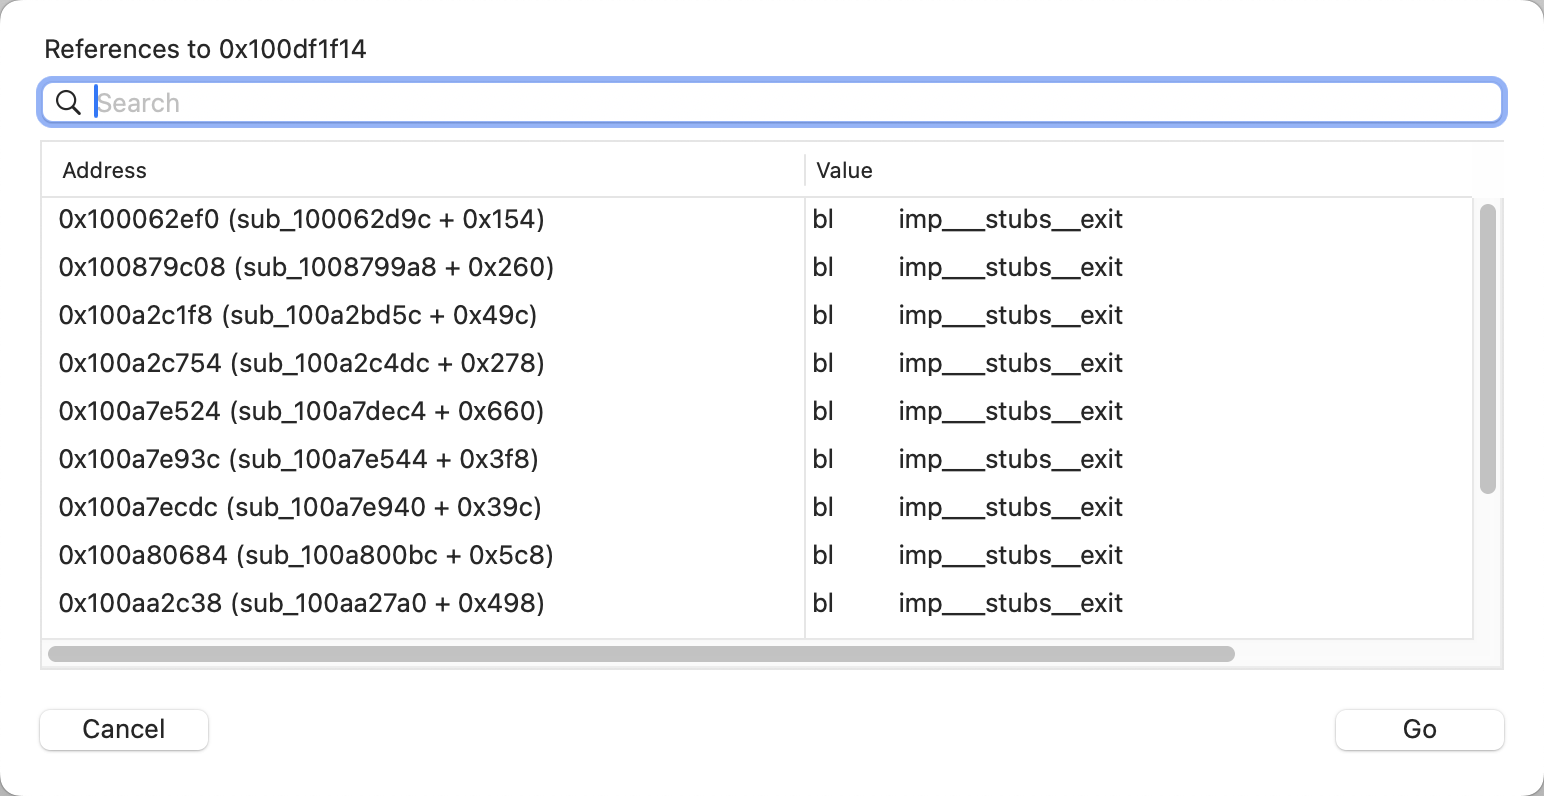 References to 0x100df1f14
Search
Address Value
0x100062ef0 (sub_100062d9c + 0x154) bl imp___stubs__exit
0x100879c08 (sub_1008799a8 + 0x260) bl imp___stubs__exit
0x100a2c1f8 (sub_100a2bd5c + 0x49c) bl imp___stubs__exit
0x100a2c754 (sub_100a2c4dc + 0x278) bl imp___stubs__exit
0x100a7e524 (sub_100a7dec4 + 0x660) bl imp___stubs__exit
0x100a7e93c (sub_100a7e544 + 0x3f8) bl imp___stubs__exit
0x100a7ecdc (sub_100a7e940 + 0x39c) bl imp___stubs__exit
0x100a80684 (sub_100a800bc + 0x5c8) bl imp___stubs__exit
0x100aa2c38 (sub_100aa27a0 + 0x498) bl imp___stubs__exit
Cancel Go